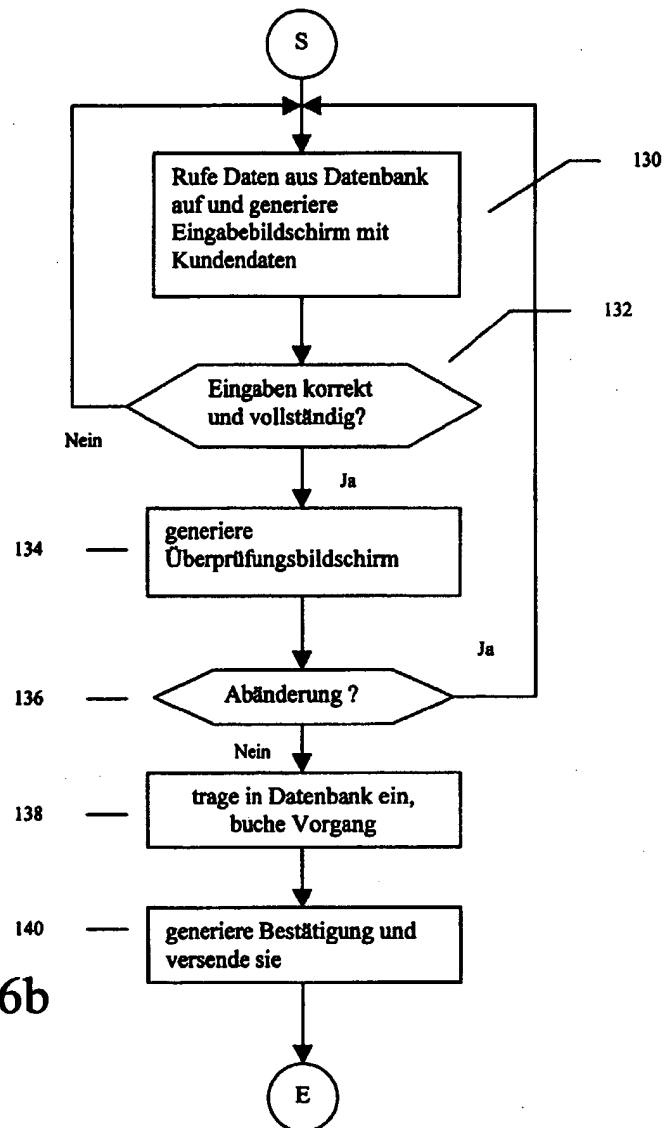 S
Rufe Daten aus Datenbank
auf und generiere
Eingabebildschirm mit
Kundendaten
130
132
Eingaben korrekt
und vollständig?
Nein
Ja
134
generiere
Überprüfungsbildschirm
Ja
136
Abänderung ?
Nein
138
trage in Datenbank ein,
buche Vorgang
140
generiere Bestätigung und
versende sie
6b
E